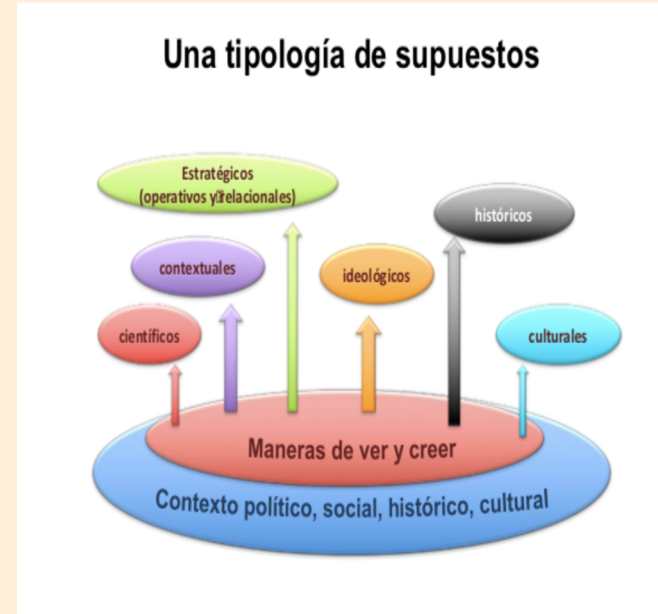 Una tipología de supuestos
Estratégicos
(operativos y relacionales)
históricos
contextuales
ideológicos
científicos
culturales
Maneras de ver y creer
Contexto político, social, histórico, cultural